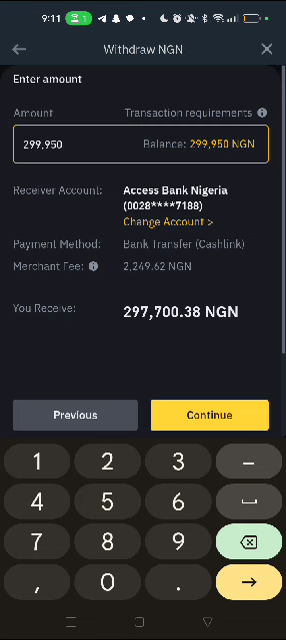 9:11 1
Withdraw NGN
Enter amount
Amount Transaction requirements
299,950 Balance: 299,950 NGN
Receiver Account: Access Bank Nigeria
(0028****7188)
Change Account >
Payment Method: Bank Transfer (Cashlink)
Merchant Fee: 2,249.62 NGN
You Receive: 297,700.38 NGN
Previous Continue
1 2 3 –
4 5 6
7 8 9
, 0 .